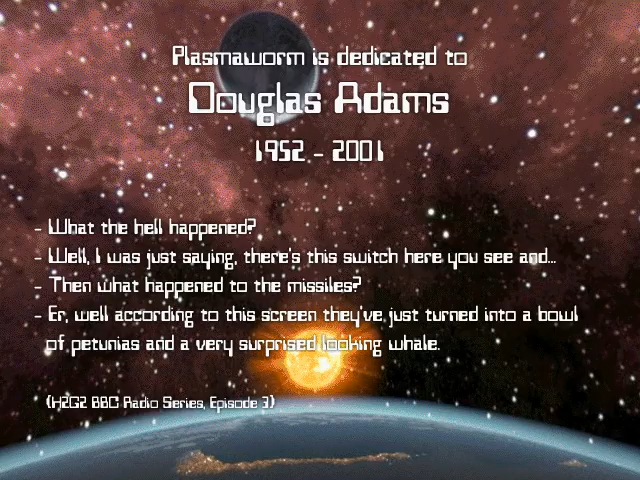 Plasmaworm is dedicated to
Douglas Adams
1952 - 2001
- What the hell happened?
- Well, I was just saying, there's this switch here you see and...
- Then what happened to the missiles?
- Er, well according to this screen they've just turned into a bowl
of petunias and a very surprised looking whale.
(H2G2 BBC Radio Series, Episode 3)